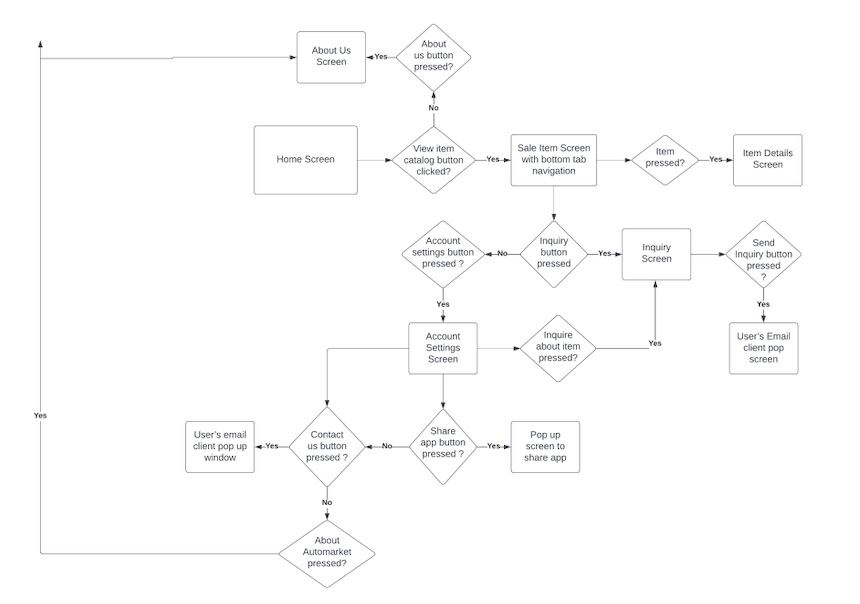 About
us button
pressed?
Yes
About Us
Screen
No
Home Screen
View item
catalog button
clicked?
Yes
Sale Item Screen
with bottom tab
navigation
Item
pressed?
Yes
Item Details
Screen
Account
settings button
pressed ?
No
Inquiry
button
pressed
Yes
Inquiry
Screen
Send
Inquiry button
pressed
?
Yes
Yes
User's Email
client pop
screen
Account
Settings
Screen
Inquire
about item
pressed?
Yes
Yes
User's email
client pop up
window
Yes
Contact
us button
pressed ?
No
Share
app button
pressed ?
Yes
Pop up
screen to
share app
No
About
Automarket
pressed?